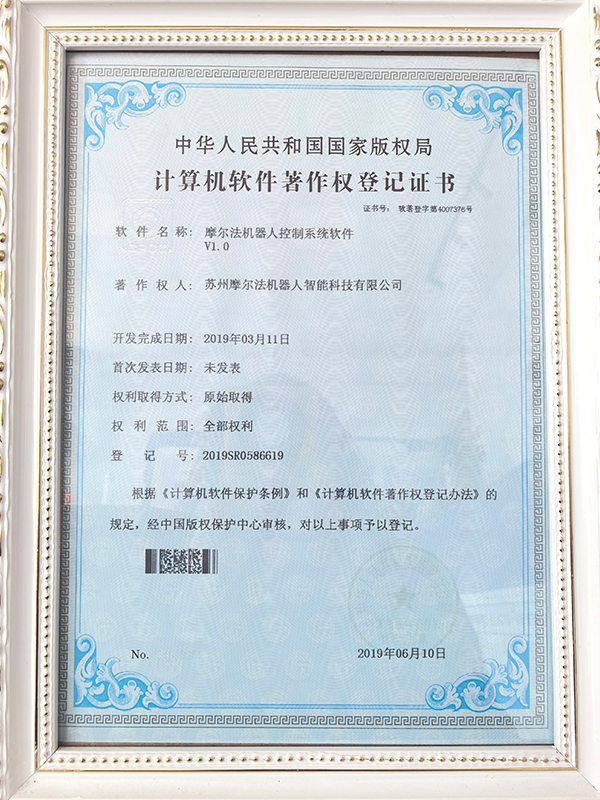 中华人民共和国国家版权局
计算机软件著作权登记证书
证书号： 软著登字第4007376号
软件名称： 摩尔法机器人控制系统软件
V1.0
著作权人： 苏州摩尔法机器人智能科技有限公司
开发完成日期： 2019年03月11日
首次发表日期： 未发表
权利取得方式： 原始取得
权利范围： 全部权利
登记号： 2019SR0586619
根据《计算机软件保护条例》和《计算机软件著作权登记办法》的
规定，经中国版权保护中心审核，对以上事项予以登记。
No.
2019年06月10日